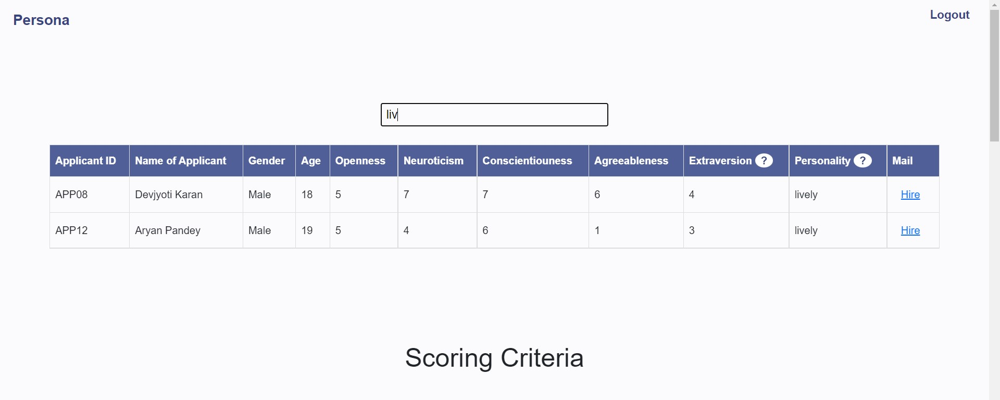 Persona
Logout
liv
Applicant ID Name of Applicant Gender Age Openness Neuroticism Conscientiouness Agreeableness Extraversion ? Personality ? Mail
APP08 Devjyoti Karan Male 18 5 7 7 6 4 lively Hire
APP12 Aryan Pandey Male 19 5 4 6 1 3 lively Hire
Scoring Criteria